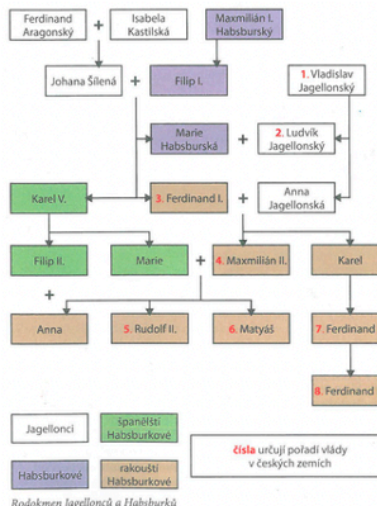 Ferdinand
Aragonský
Isabela
Kastilská
Maxmilián I.
Habsburský
+
Johana Šílená
+
Filip I.
1. Vladislav
Jagellonský
Marie
Habsburská
+
2. Ludvík
Jagellonský
Karel V.
3. Ferdinand I.
+
Anna
Jagellonská
Filip II.
Marie
+
4. Maxmilián II.
Karel
+
Anna
5. Rudolf II.
6. Matyáš
7. Ferdinand
8. Ferdinand
Jagellonci
španělští
Habsburkové
Habsburkové
rakouští
Habsburkové
čísla určují pořadí vlády
v českých zemích
Rodokmen Jagellonců a Habsburků